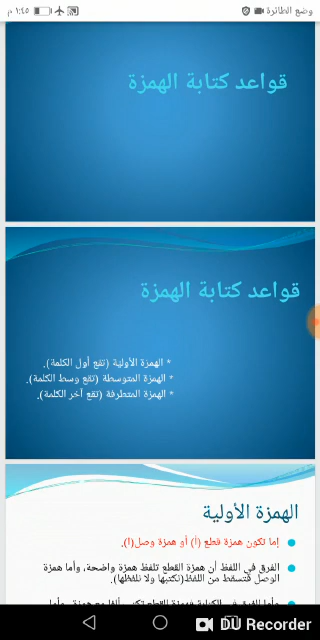 وضع الطائرة
١:٤٥ م
قواعد كتابة الهمزة
قواعد كتابة الهمزة
* الهمزة الأولية (تقع أول الكلمة).
* الهمزة المتوسطة (تقع وسط الكلمة).
* الهمزة المتطرفة (تقع آخر الكلمة).
الهمزة الأولية
إما تكون همزة قطع (أ) أو همزة وصل(ا).
الفرق في اللفظ أن همزة القطع تلفظ همزة واضحة، وأما همزة
الوصل فتسقط من اللفظ(نكتبها ولا نلفظها).
DU Recorder